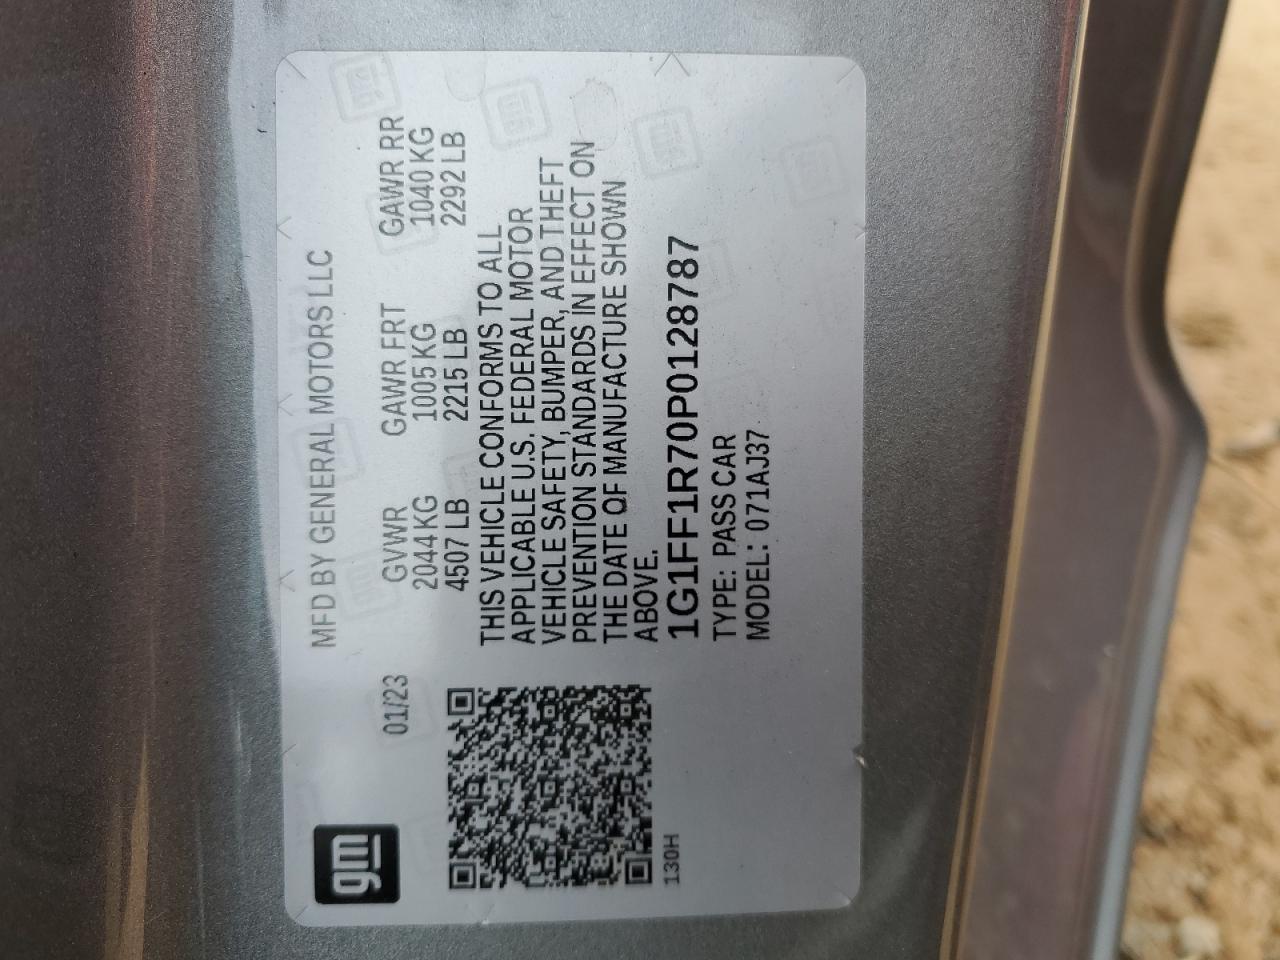 gm
MFD BY GENERAL MOTORS LLC
01/23
GVWR GAWR FRT GAWR RR
2044 KG 1005 KG 1040 KG
4507 LB 2215 LB 2292 LB
THIS VEHICLE CONFORMS TO ALL
APPLICABLE U.S. FEDERAL MOTOR
VEHICLE SAFETY, BUMPER, AND THEFT
PREVENTION STANDARDS IN EFFECT ON
THE DATE OF MANUFACTURE SHOWN
ABOVE.
1G1FF1R70P0128787
TYPE: PASS CAR
MODEL: 071AJ37
130H